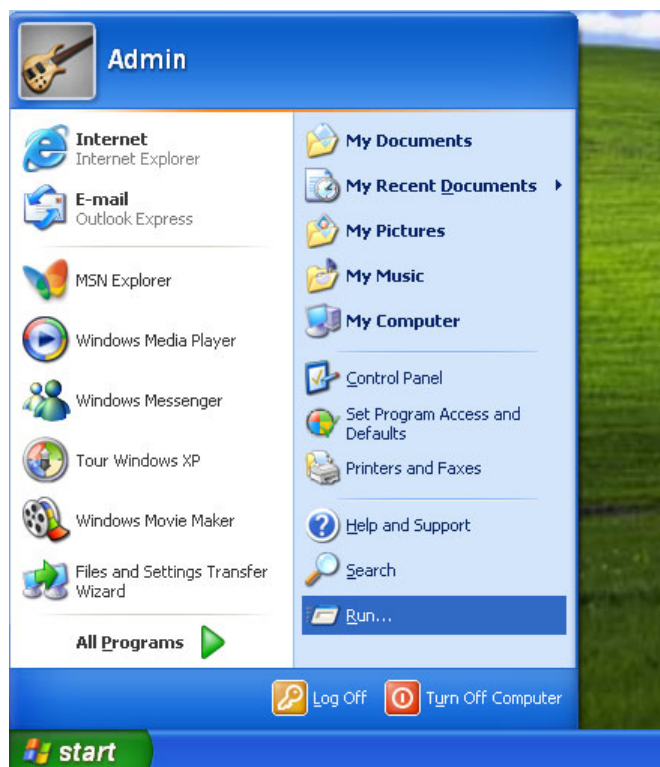 Admin
Internet
Internet Explorer
E-mail
Outlook Express
MSN Explorer
Windows Media Player
Windows Messenger
Tour Windows XP
Windows Movie Maker
Files and Settings Transfer
Wizard
All Programs
My Documents
My Recent Documents
My Pictures
My Music
My Computer
Control Panel
Set Program Access and
Defaults
Printers and Faxes
Help and Support
Search
Run...
Log Off
Turn Off Computer
start